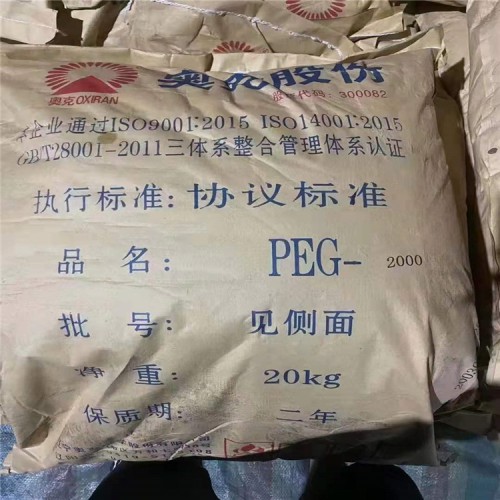 奥克股份
奥克OXIRAN
股票代码: 300082
本企业通过ISO9001:2015 ISO14001:2015
GB/T28001-2011三体系整合管理体系认证
执行标准: 协议标准
品名: PEG-2000
批号: 见侧面
净重: 20kg
保质期: 二年